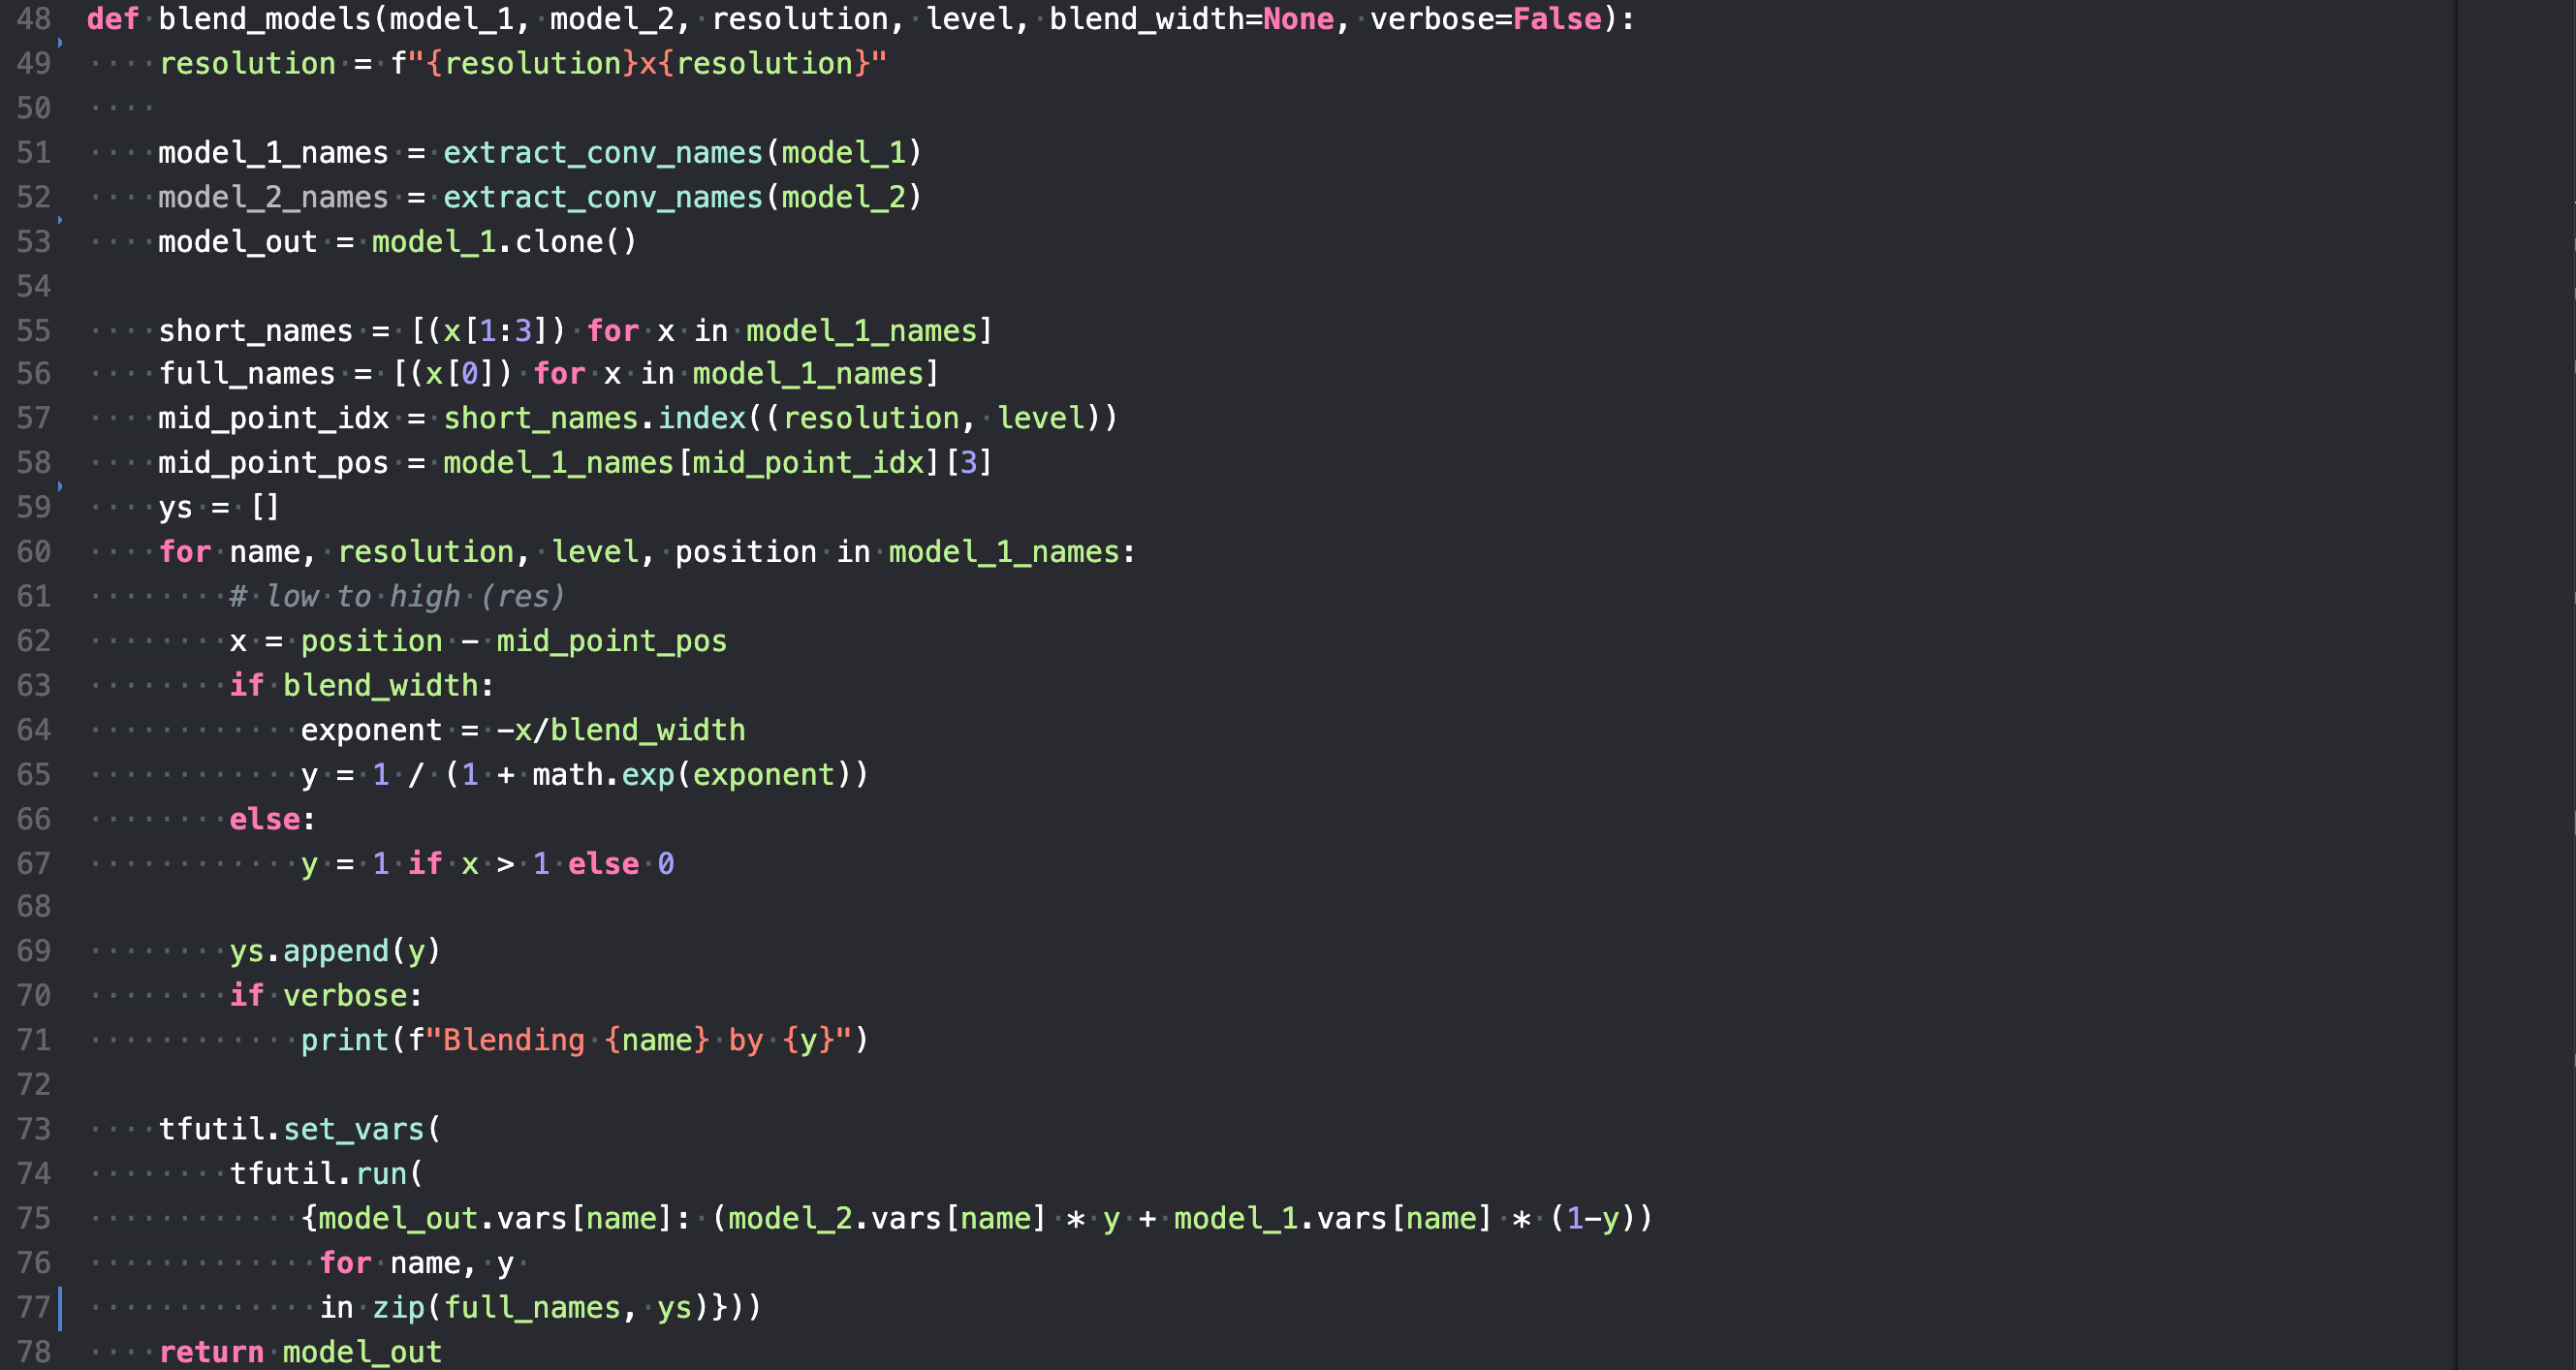 48 def blend_models(model_1, model_2, resolution, level, blend_width=None, verbose=False):
49     resolution = f"{resolution}x{resolution}"
50
51     model_1_names = extract_conv_names(model_1)
52     model_2_names = extract_conv_names(model_2)
53     model_out = model_1.clone()
54
55     short_names = [(x[1:3]) for x in model_1_names]
56     full_names = [(x[0]) for x in model_1_names]
57     mid_point_idx = short_names.index((resolution, level))
58     mid_point_pos = model_1_names[mid_point_idx][3]
59     ys = []
60     for name, resolution, level, position in model_1_names:
61         # low to high (res)
62         x = position - mid_point_pos
63         if blend_width:
64             exponent = -x/blend_width
65             y = 1 / (1 + math.exp(exponent))
66         else:
67             y = 1 if x > 1 else 0
68
69         ys.append(y)
70         if verbose:
71             print(f"Blending {name} by {y}")
72
73     tfutil.set_vars(
74         tfutil.run(
75             {model_out.vars[name]: (model_2.vars[name] * y + model_1.vars[name] * (1-y))
76              for name, y
77              in zip(full_names, ys)}))
78     return model_out